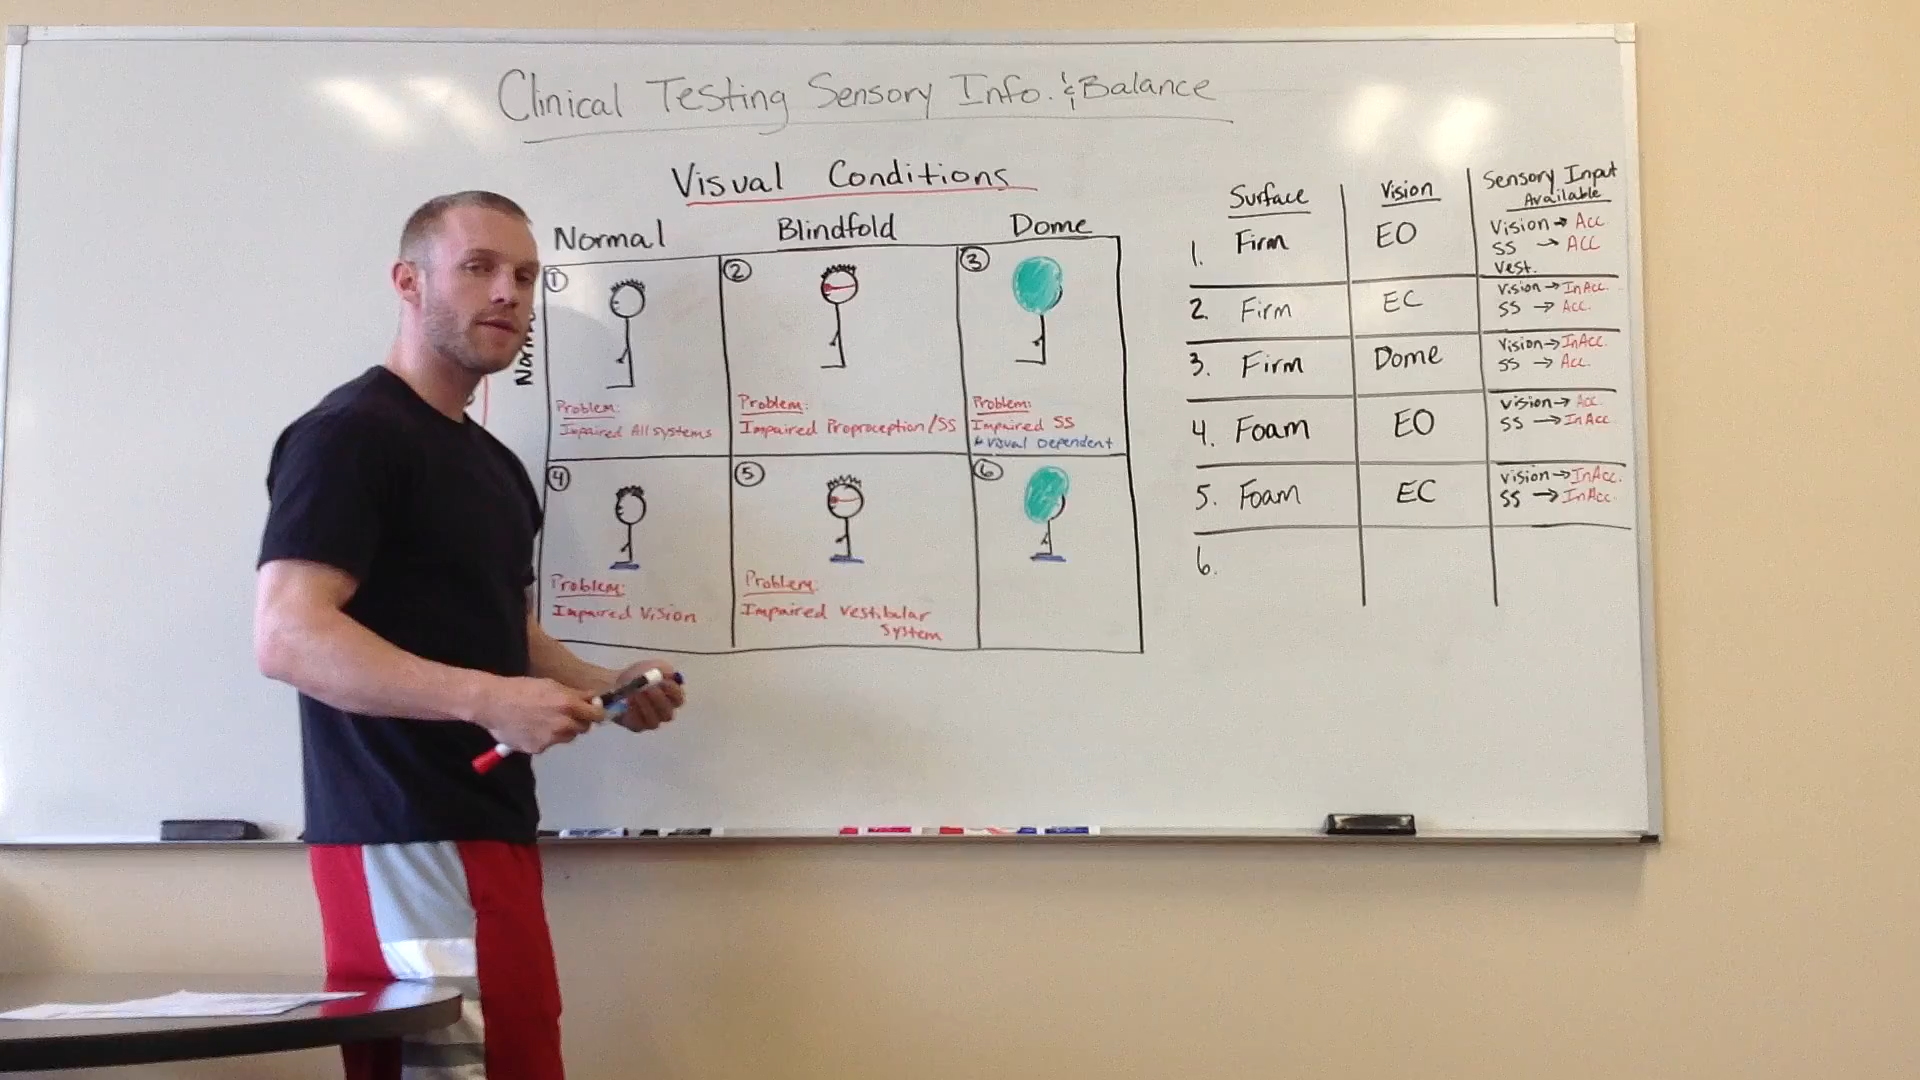 Clinical Testing Sensory Info. & Balance
Visual Conditions
Normal Blindfold Dome
1 2 3
Problem:
Impaired All systems
Problem:
Impaired Proproception/SS
Problem:
Impaired SS
Visual Dependent
4 5 6
Problem:
Impaired Vision
Problem:
Impaired Vestibular
System
Surface Vision Sensory Input
Available
1. Firm EO Vision → Acc
SS → Acc
Vest.
2. Firm EC Vision → InAcc.
SS → Acc.
3. Firm Dome Vision → InAcc.
SS → Acc.
4. Foam EO Vision → Acc.
SS → InAcc
5. Foam EC Vision → InAcc.
SS → InAcc.
6.